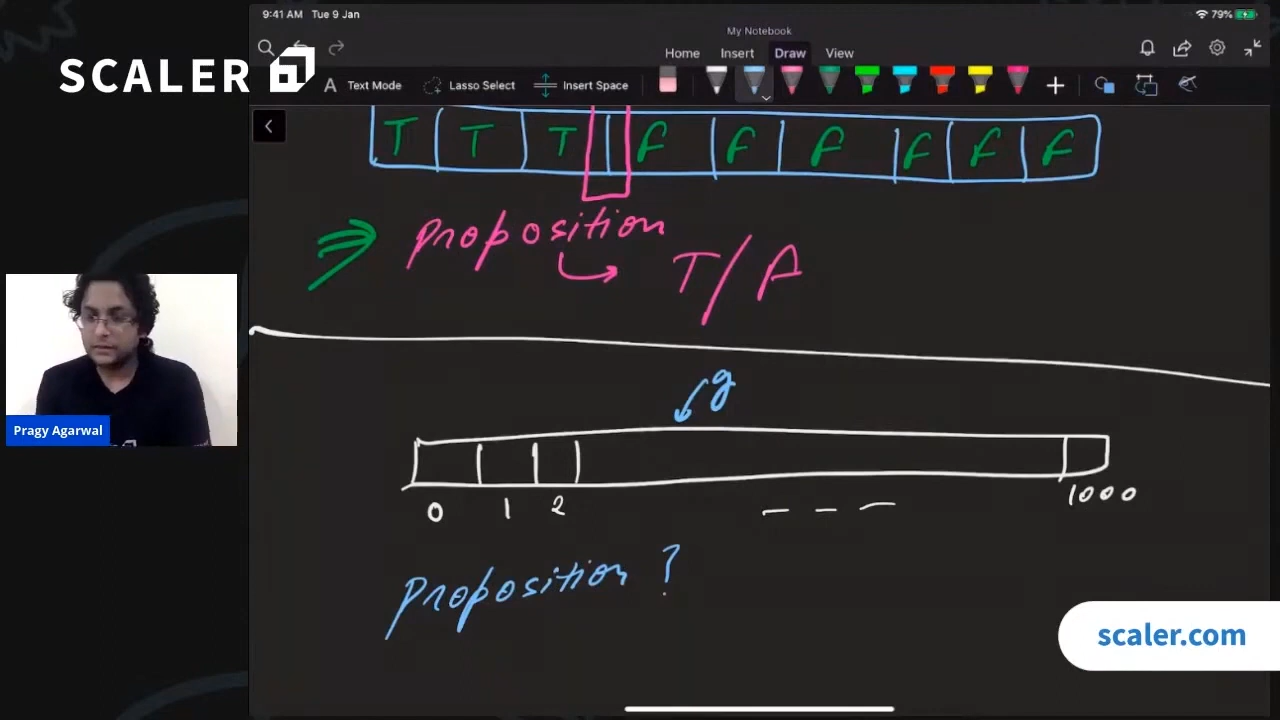 9:41 AM Tue 9 Jan
79%
My Notebook
SCALER
Home Insert Draw View
A Text Mode Lasso Select Insert Space
T T T F F F F F F
proposition
T/F
g
0 1 2 --- 1000
proposition?
Pragy Agarwal
scaler.com